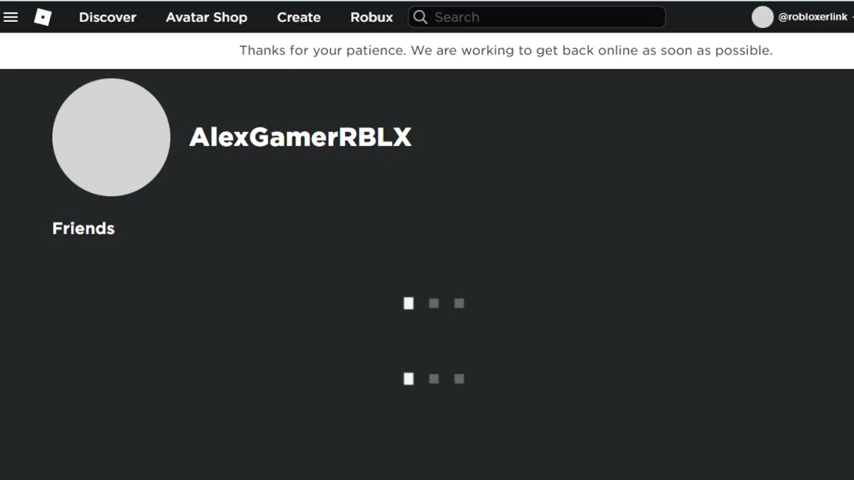 Discover Avatar Shop Create Robux Search @robloxerlink
Thanks for your patience. We are working to get back online as soon as possible.
AlexGamerRBLX
Friends